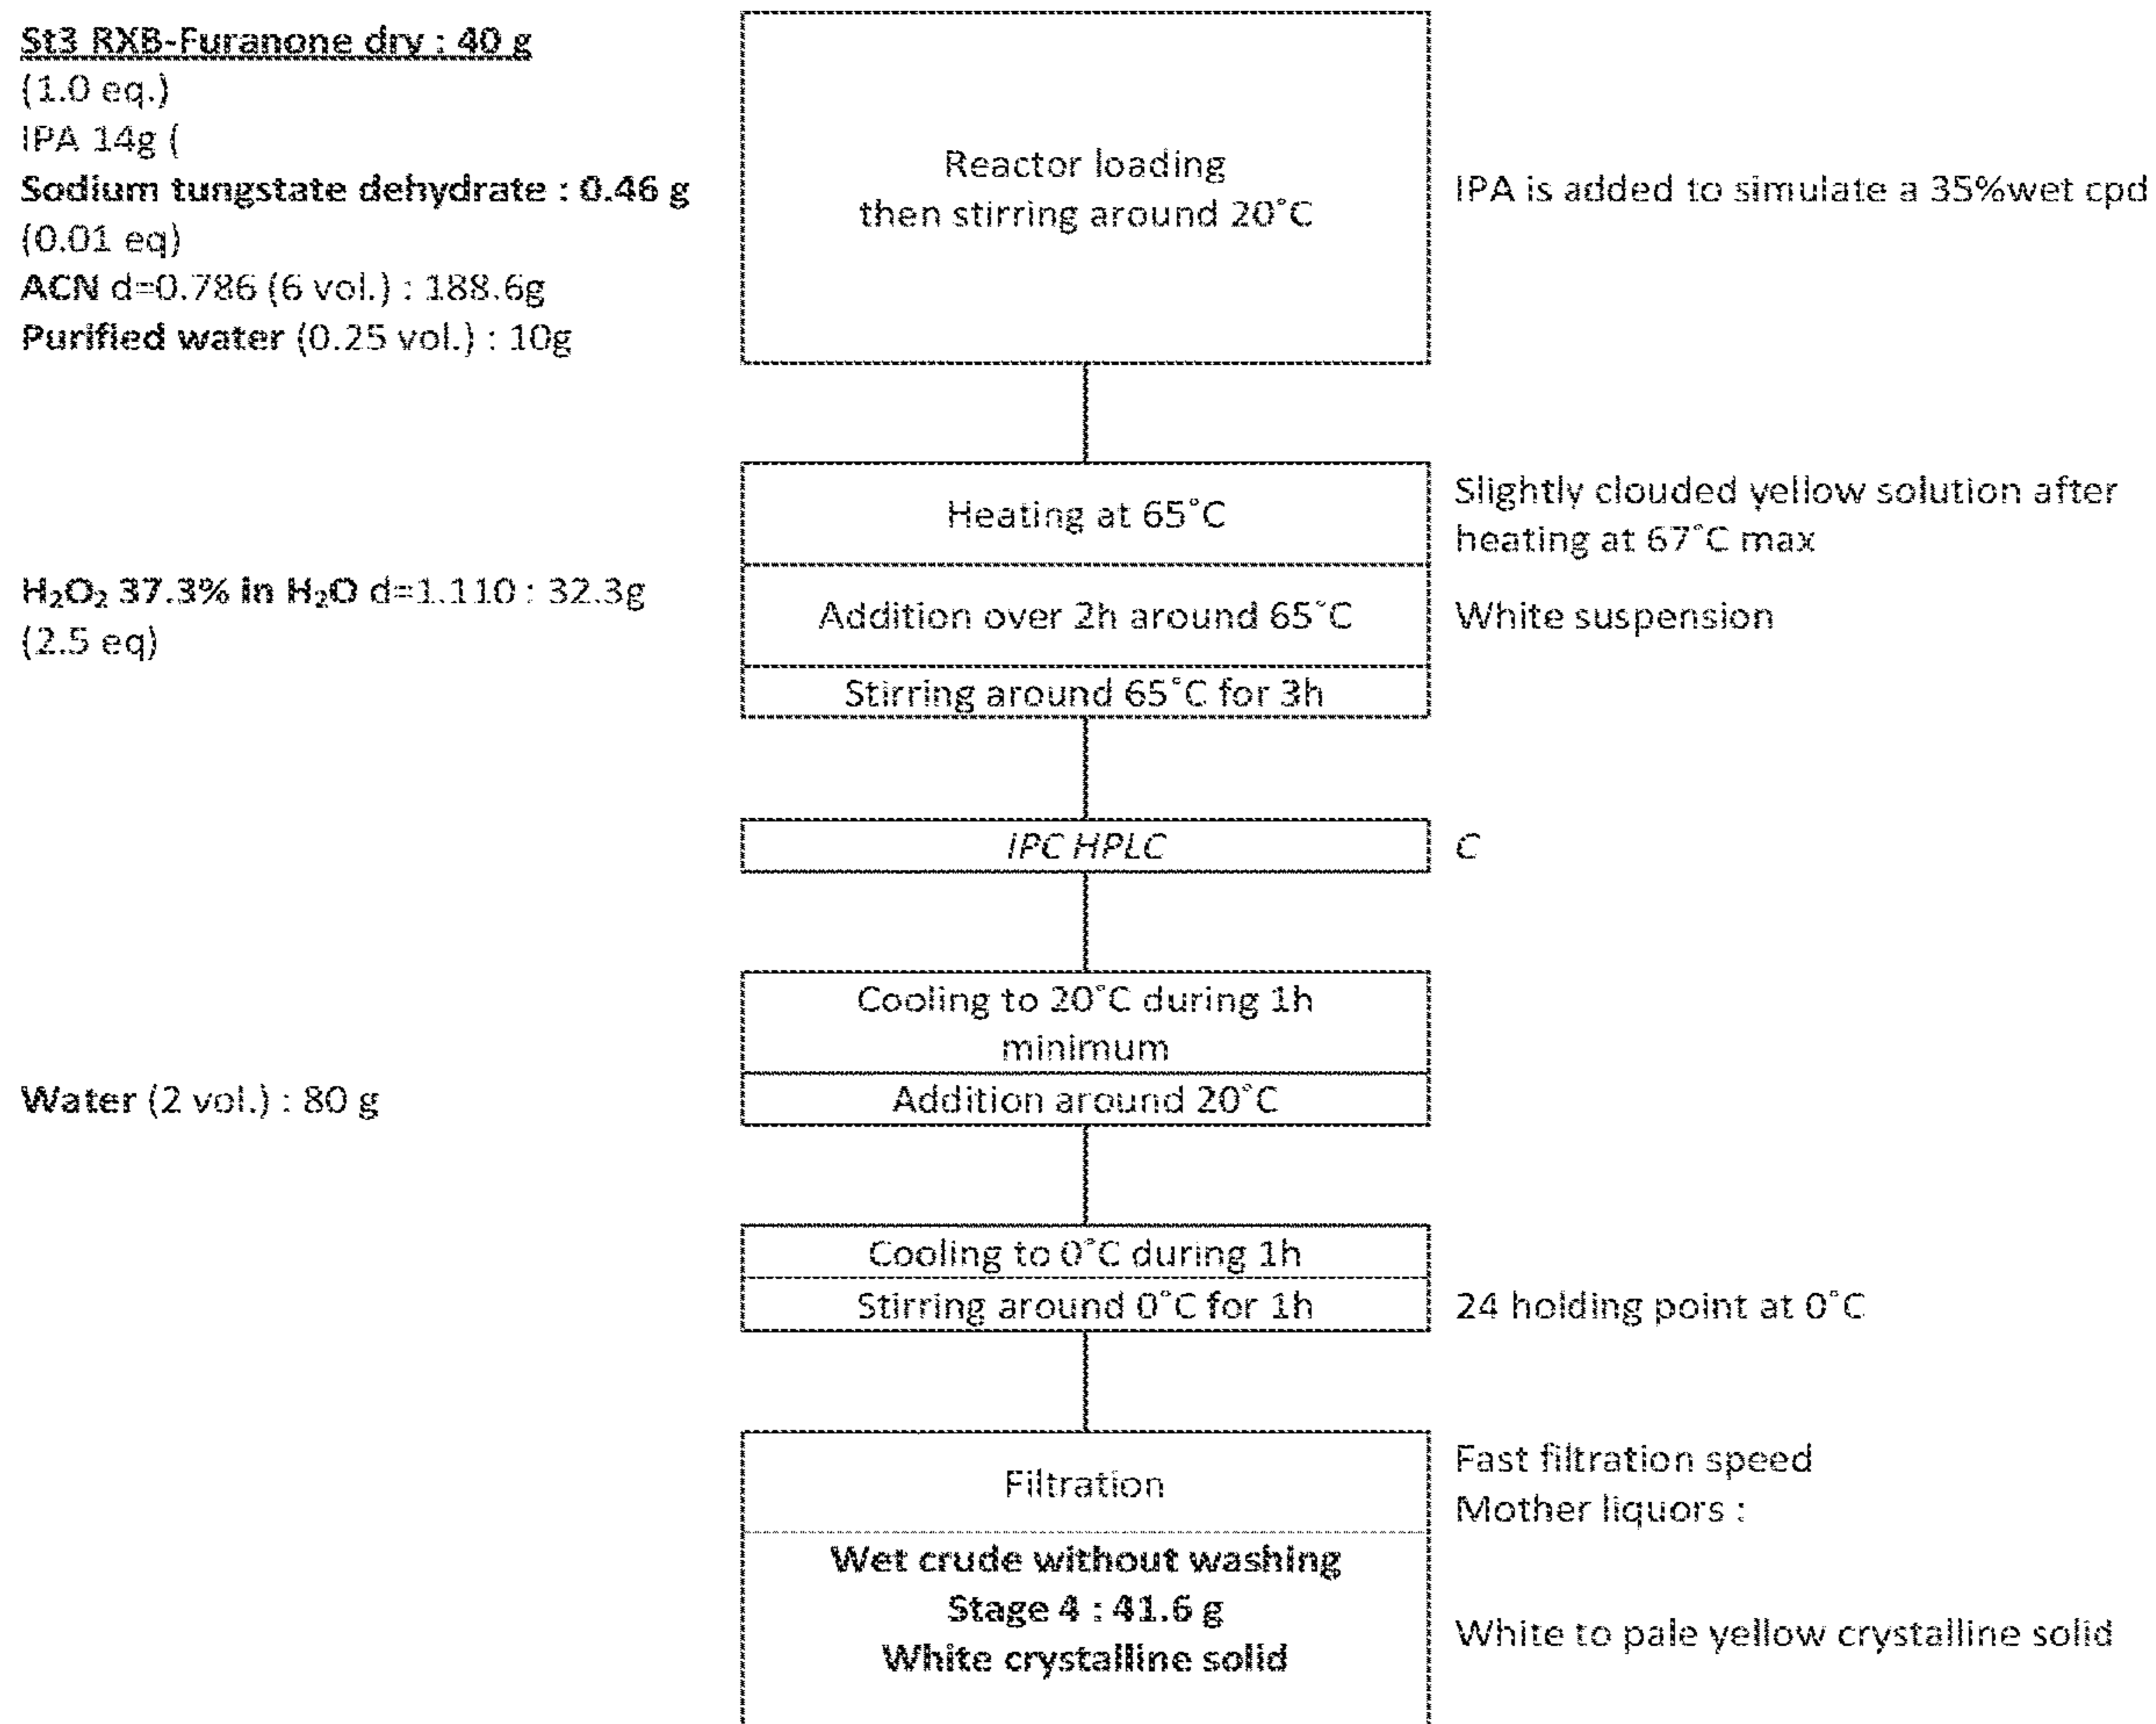 St3 RXB-Furanone dry : 40 g
(1.0 eq.)
IPA 14g (
Sodium tungstate dehydrate : 0.46 g
(0.01 eq)
ACN d=0.786 (6 vol.) : 188.6g
Purified water (0.25 vol.) : 10g
Reactor loading
then stirring around 20°C
IPA is added to simulate a 35%wet cpd
Heating at 65°C
Slightly clouded yellow solution after
heating at 67°C max
H₂O₂ 37.3% in H₂O d=1.110 : 32.3g
(2.5 eq)
Addition over 2h around 65°C
White suspension
Stirring around 65°C for 3h
IPC HPLC
C
Cooling to 20°C during 1h
minimum
Water (2 vol.) : 80 g
Addition around 20°C
Cooling to 0°C during 1h
Stirring around 0°C for 1h
24 holding point at 0°C
Filtration
Fast filtration speed
Mother liquors :
Wet crude without washing
Stage 4 : 41.6 g
White crystalline solid
White to pale yellow crystalline solid